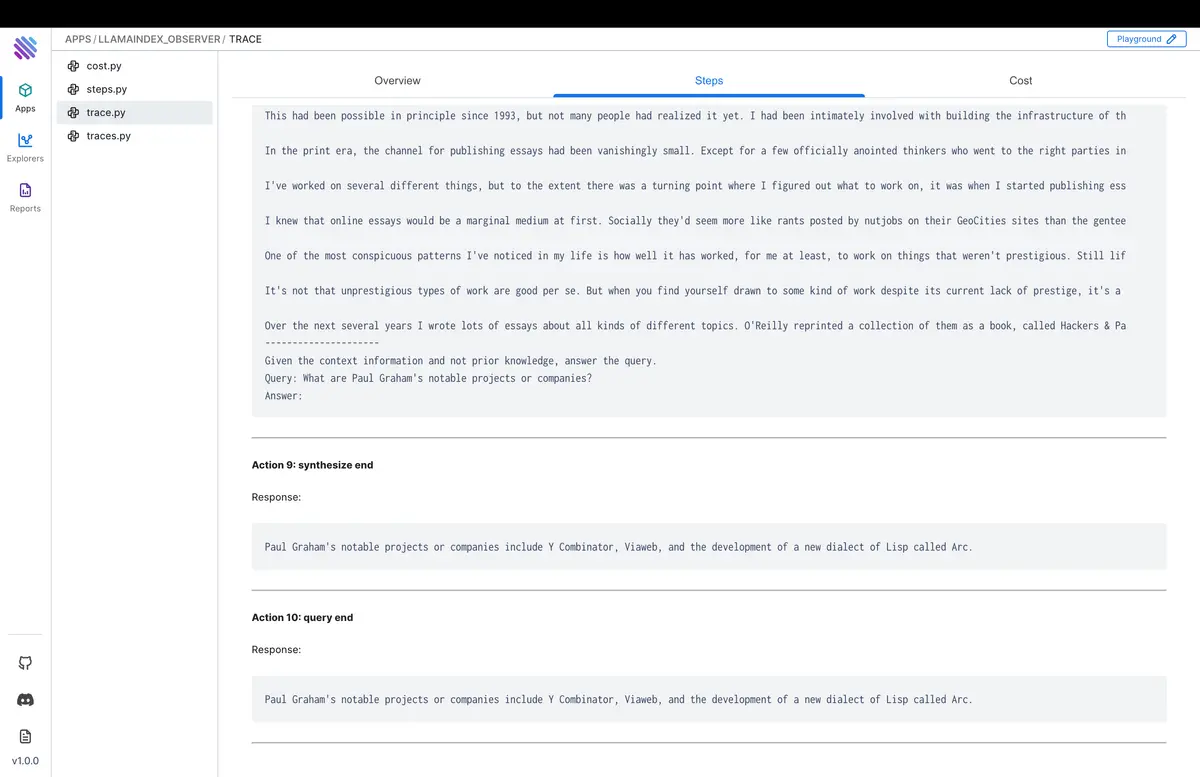 APPS / LLAMAINDEX_OBSERVER / TRACE
Playground
Apps
Explorers
Reports
v1.0.0
cost.py
steps.py
trace.py
traces.py
Overview
Steps
Cost
This had been possible in principle since 1993, but not many people had realized it yet. I had been intimately involved with building the infrastructure of th
In the print era, the channel for publishing essays had been vanishingly small. Except for a few officially anointed thinkers who went to the right parties in
I've worked on several different things, but to the extent there was a turning point where I figured out what to work on, it was when I started publishing ess
I knew that online essays would be a marginal medium at first. Socially they'd seem more like rants posted by nutjobs on their GeoCities sites than the gentee
One of the most conspicuous patterns I've noticed in my life is how well it has worked, for me at least, to work on things that weren't prestigious. Still lif
It's not that unprestigious types of work are good per se. But when you find yourself drawn to some kind of work despite its current lack of prestige, it's a
Over the next several years I wrote lots of essays about all kinds of different topics. O'Reilly reprinted a collection of them as a book, called Hackers & Pa
---------------------
Given the context information and not prior knowledge, answer the query.
Query: What are Paul Graham's notable projects or companies?
Answer:
Action 9: synthesize end
Response:
Paul Graham's notable projects or companies include Y Combinator, Viaweb, and the development of a new dialect of Lisp called Arc.
Action 10: query end
Response:
Paul Graham's notable projects or companies include Y Combinator, Viaweb, and the development of a new dialect of Lisp called Arc.